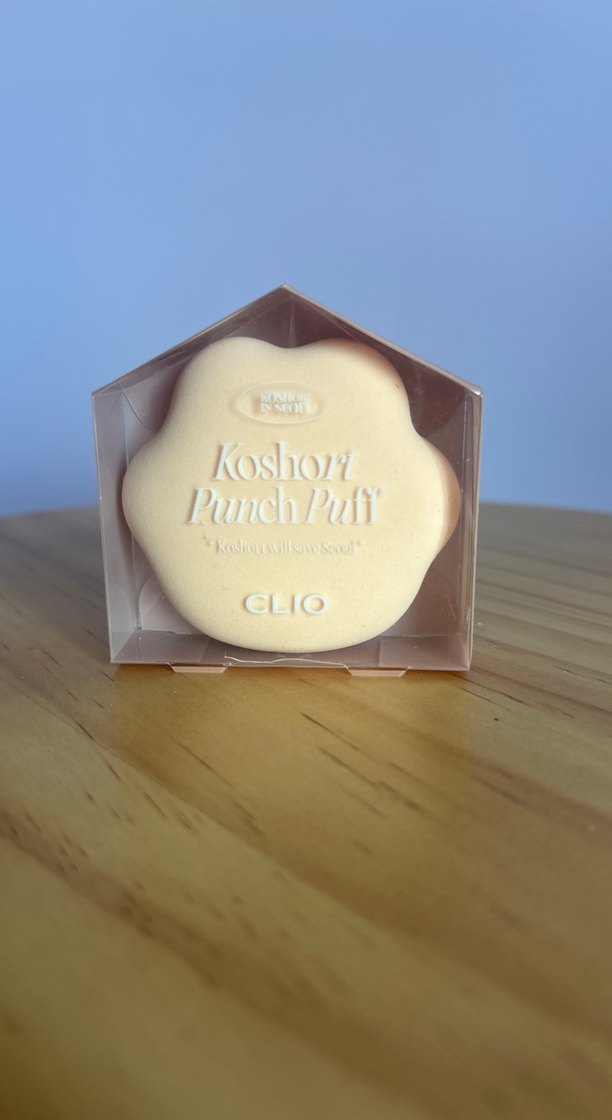 KOSHORT
IN SEOUL
Koshort
Punch Puff
"Koshort will save Seoul"
CLIO